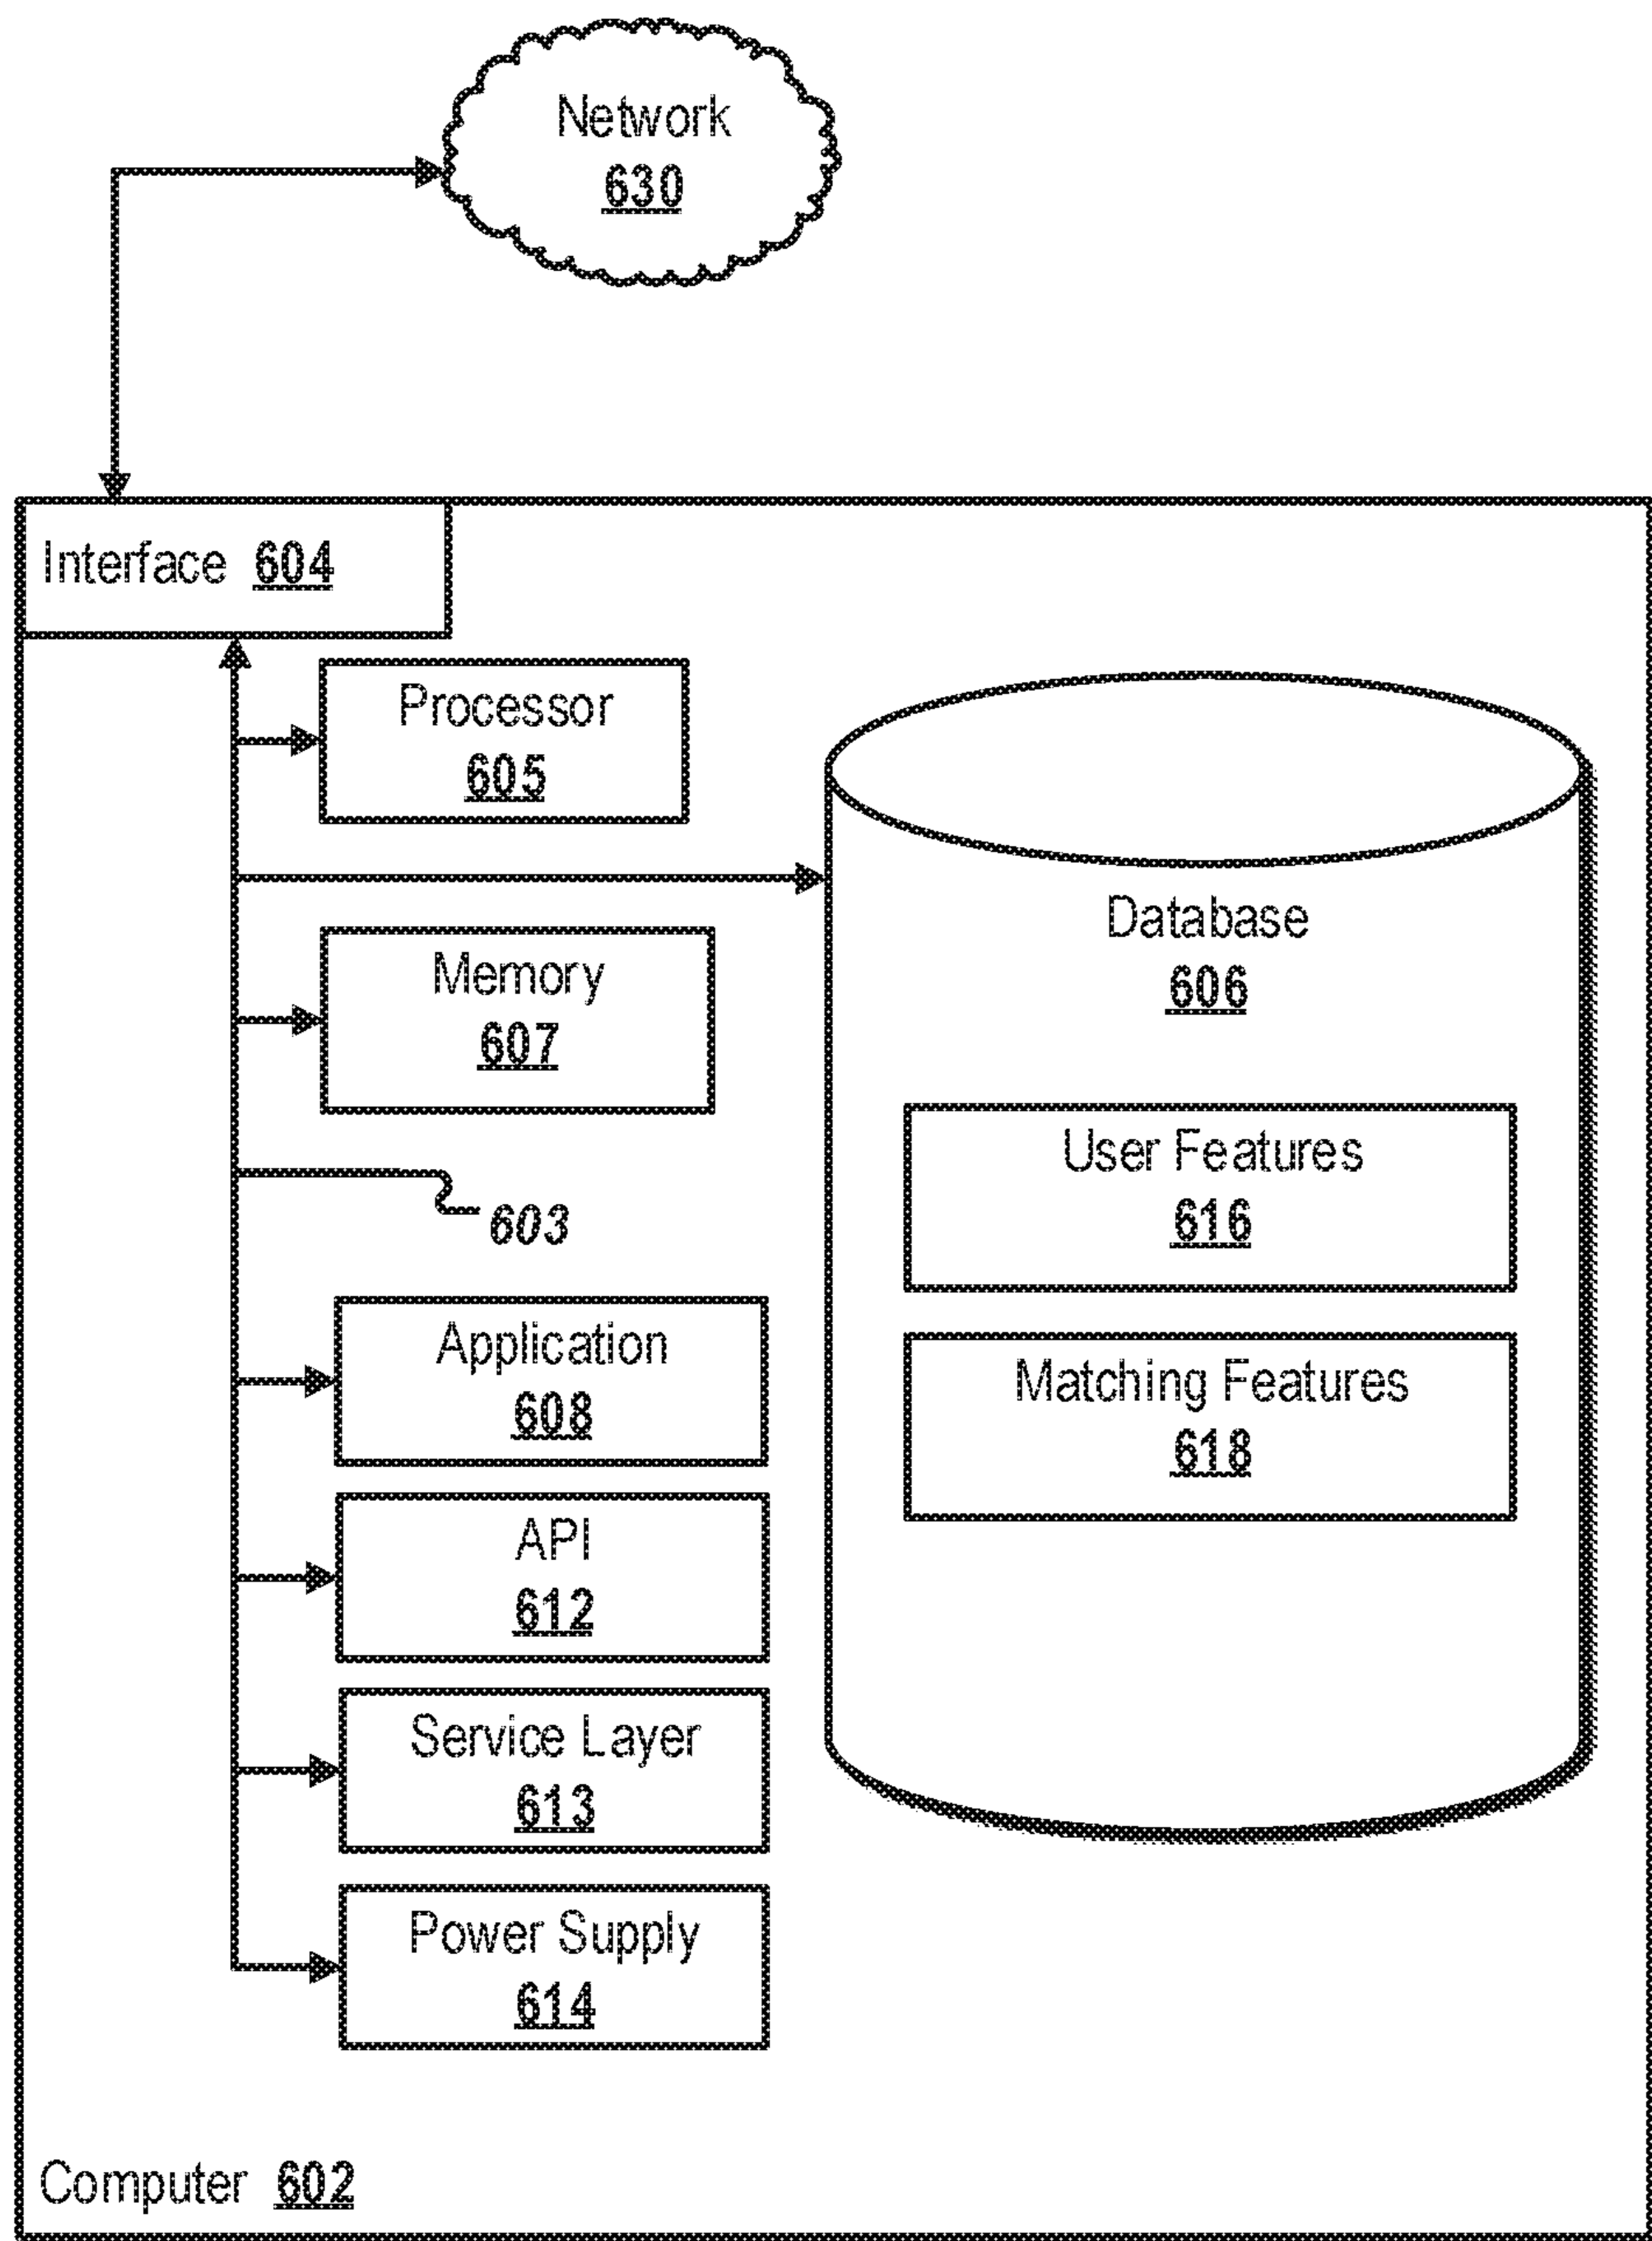 Network
630
Interface 604
Processor
605
Database
606
Memory
607
User Features
616
603
Application
608
Matching Features
618
API
612
Service Layer
613
Power Supply
614
Computer 602